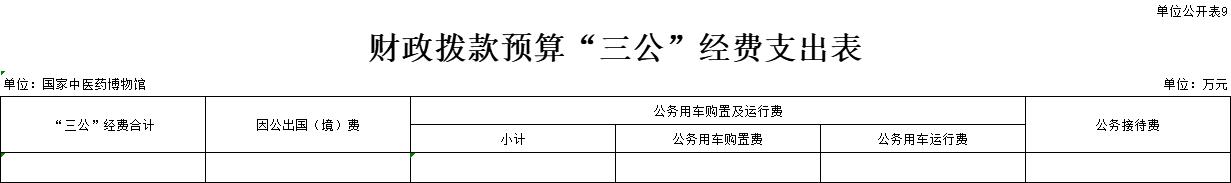 单位公开表9
财政拨款预算“三公”经费支出表
单位：国家中医药博物馆 单位：万元
“三公”经费合计 因公出国（境）费 公务用车购置及运行费 公务接待费
小计 公务用车购置费 公务用车运行费